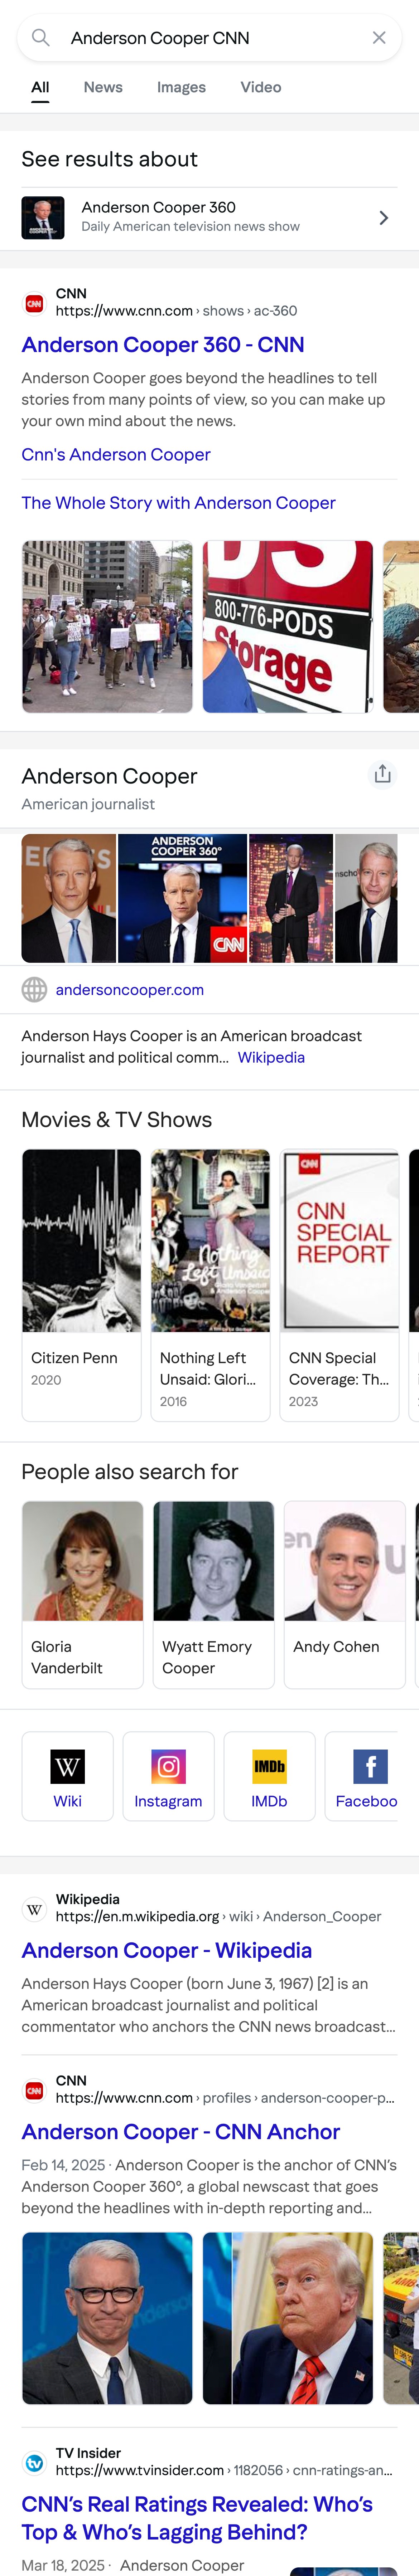 Anderson Cooper CNN
All News Images Video
See results about
Anderson Cooper 360
Daily American television news show
CNN
https://www.cnn.com › shows › ac-360
Anderson Cooper 360 - CNN
Anderson Cooper goes beyond the headlines to tell
stories from many points of view, so you can make up
your own mind about the news.
Cnn's Anderson Cooper
The Whole Story with Anderson Cooper
800-776-PODS
Storage
Anderson Cooper
American journalist
ANDERSON
COOPER 360°
CNN
andersoncooper.com
Anderson Hays Cooper is an American broadcast
journalist and political comm... Wikipedia
Movies & TV Shows
Nothing
Left Unsaid
CNN
CNN
SPECIAL
REPORT
Citizen Penn
2020
Nothing Left
Unsaid: Glori...
2016
CNN Special
Coverage: Th...
2023
People also search for
Gloria
Vanderbilt
Wyatt Emory
Cooper
Andy Cohen
W
IMDb
f
Wiki
Instagram
IMDb
Faceboo
W
Wikipedia
https://en.m.wikipedia.org › wiki › Anderson_Cooper
Anderson Cooper - Wikipedia
Anderson Hays Cooper (born June 3, 1967) [2] is an
American broadcast journalist and political
commentator who anchors the CNN news broadcast...
CNN
https://www.cnn.com › profiles › anderson-cooper-p...
Anderson Cooper - CNN Anchor
Feb 14, 2025 · Anderson Cooper is the anchor of CNN's
Anderson Cooper 360°, a global newscast that goes
beyond the headlines with in-depth reporting and...
tv
TV Insider
https://www.tvinsider.com › 1182056 › cnn-ratings-an...
CNN's Real Ratings Revealed: Who's
Top & Who's Lagging Behind?
Mar 18, 2025 · Anderson Cooper